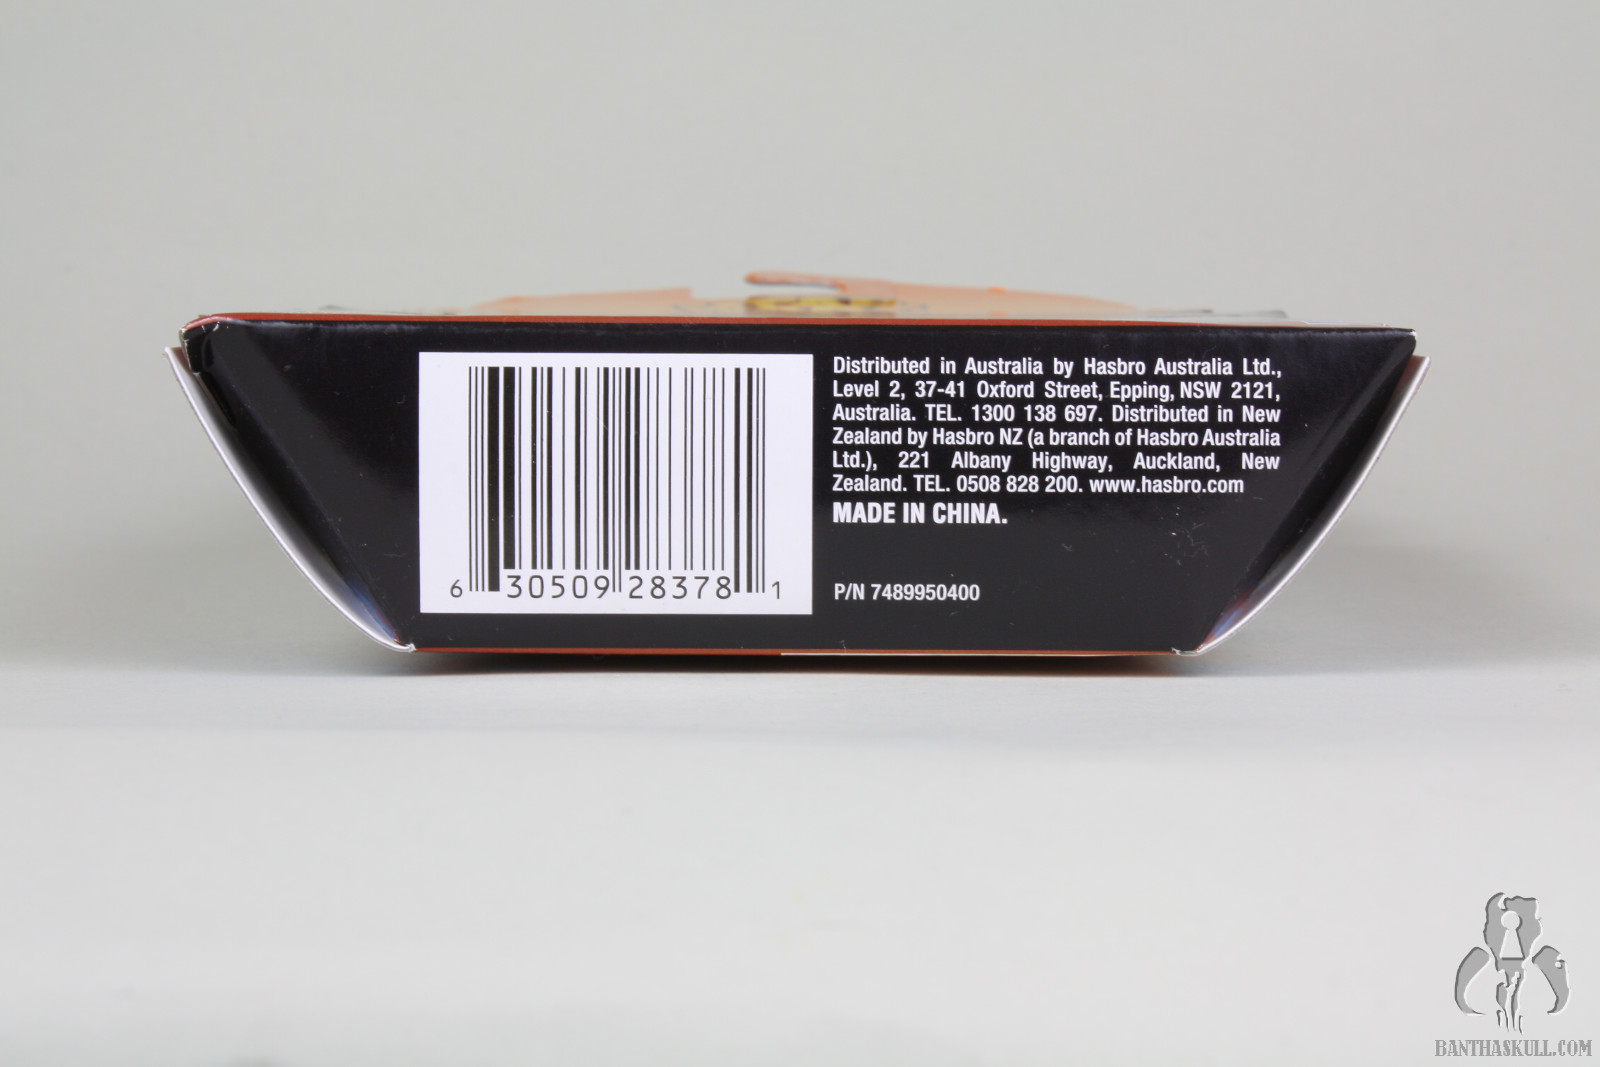 Distributed in Australia by Hasbro Australia Ltd.,
Level 2, 37-41 Oxford Street, Epping, NSW 2121,
Australia. TEL. 1300 138 697. Distributed in New
Zealand by Hasbro NZ (a branch of Hasbro Australia
Ltd.), 221 Albany Highway, Auckland, New
Zealand. TEL. 0508 828 200. www.hasbro.com
MADE IN CHINA.
P/N 7489950400
6 30509 28378 1
BANTHASKULL.COM